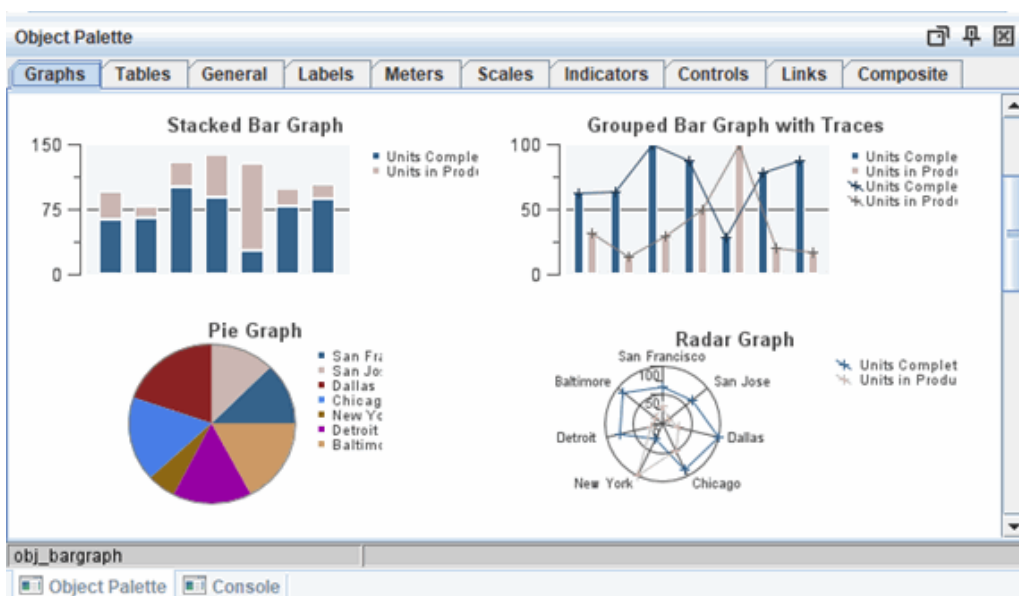 Object Palette
Graphs Tables General Labels Meters Scales Indicators Controls Links Composite
Stacked Bar Graph
150
75
0
Units Comple
Units in Prod
Grouped Bar Graph with Traces
100
50
0
Units Comple
Units in Prod
Units Comple
Units in Prod
Pie Graph
San Fra
San Jo
Dallas
Chicag
New Yo
Detroit
Baltimo
Radar Graph
San Francisco
San Jose
Dallas
Chicago
New York
Detroit
Baltimore
100
50
0
Units Complet
Units in Produ
obj_bargraph
Object Palette Console